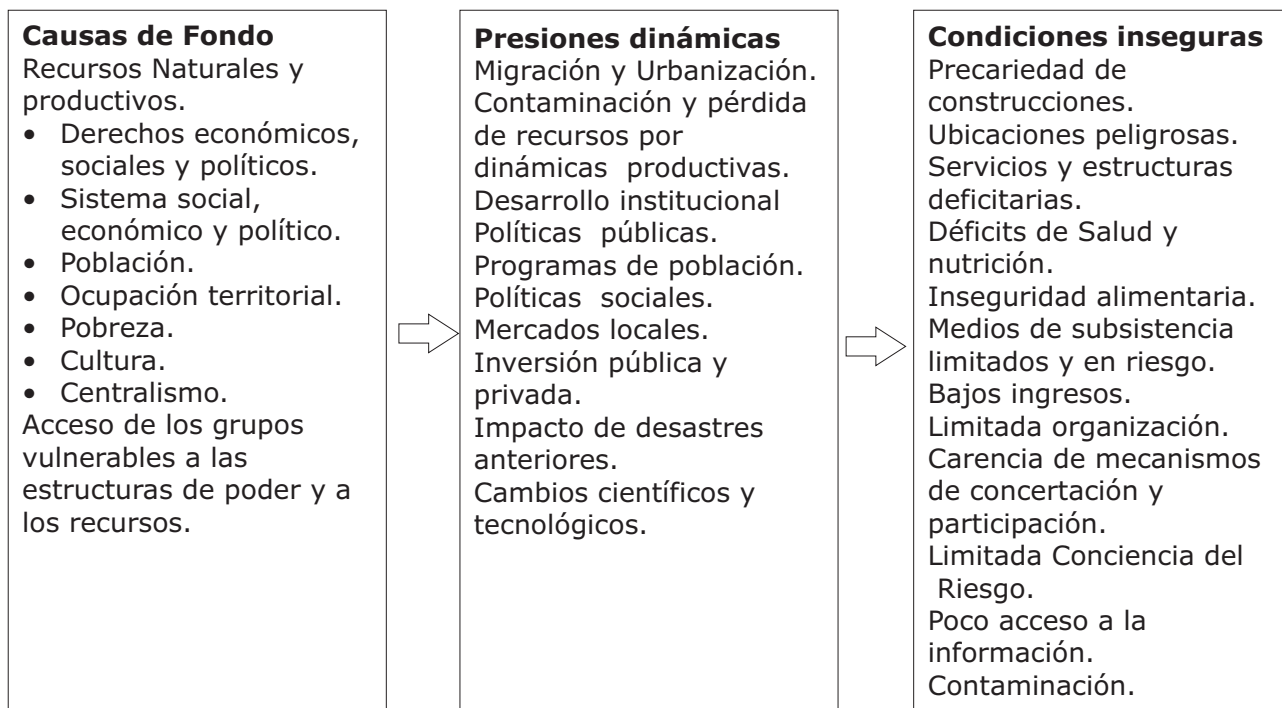 Causas de Fondo
Recursos Naturales y
productivos.
• Derechos económicos,
sociales y políticos.
• Sistema social,
económico y político.
• Población.
• Ocupación territorial.
• Pobreza.
• Cultura.
• Centralismo.
Acceso de los grupos
vulnerables a las
estructuras de poder y a
los recursos.
Presiones dinámicas
Migración y Urbanización.
Contaminación y pérdida
de recursos por
dinámicas productivas.
Desarrollo institucional
Políticas públicas.
Programas de población.
Políticas sociales.
Mercados locales.
Inversión pública y
privada.
Impacto de desastres
anteriores.
Cambios científicos y
tecnológicos.
Condiciones inseguras
Precariedad de
construcciones.
Ubicaciones peligrosas.
Servicios y estructuras
deficitarias.
Déficits de Salud y
nutrición.
Inseguridad alimentaria.
Medios de subsistencia
limitados y en riesgo.
Bajos ingresos.
Limitada organización.
Carencia de mecanismos
de concertación y
participación.
Limitada Conciencia del
Riesgo.
Poco acceso a la
información.
Contaminación.